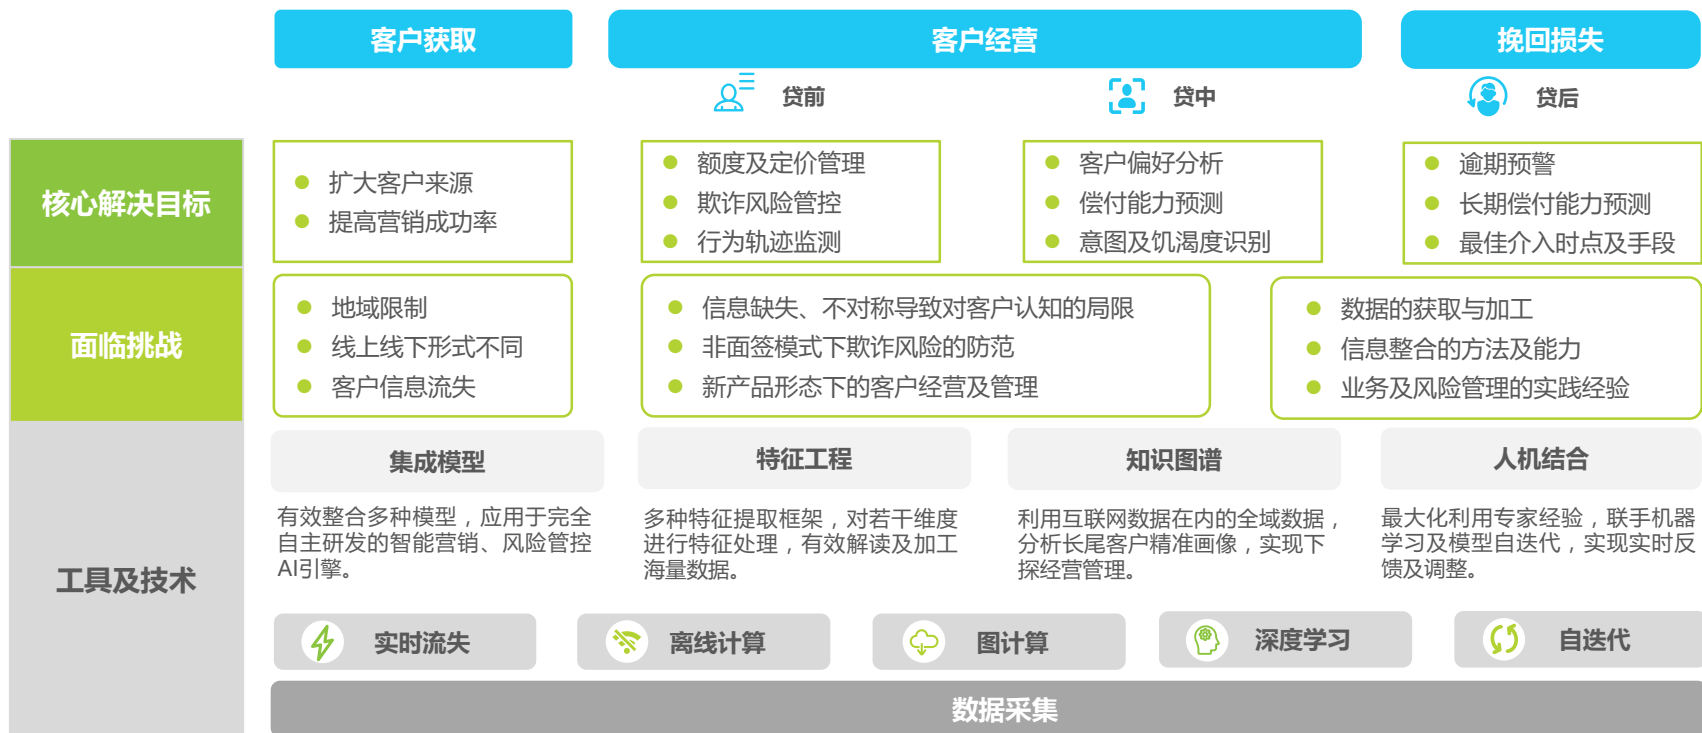 客户获取
客户经营
挽回损失
贷前
贷中
贷后
核心解决目标
扩大客户来源
提高营销成功率
额度及定价管理
欺诈风险管控
行为轨迹监测
客户偏好分析
偿付能力预测
意图及饥渴度识别
逾期预警
长期偿付能力预测
最佳介入时点及手段
面临挑战
地域限制
线上线下形式不同
客户信息流失
信息缺失、不对称导致对客户认知的局限
非面签模式下欺诈风险的防范
新产品形态下的客户经营及管理
数据的获取与加工
信息整合的方法及能力
业务及风险管理的实践经验
工具及技术
集成模型
有效整合多种模型，应用于完全
自主研发的智能营销、风险管控
AI引擎。
特征工程
多种特征提取框架，对若干维度
进行特征处理，有效解读及加工
海量数据。
知识图谱
利用互联网数据在内的全域数据，
分析长尾客户精准画像，实现下
探经营管理。
人机结合
最大化利用专家经验，联手机器
学习及模型自迭代，实现实时反
馈及调整。
实时流失
离线计算
图计算
深度学习
自迭代
数据采集